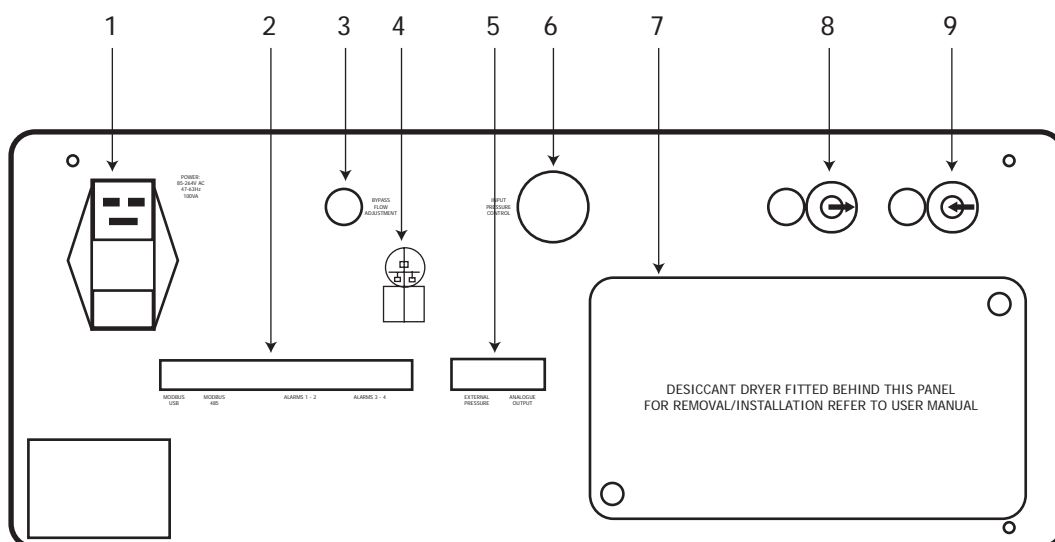 1 2 3 4 5 6 7 8 9
POWER:
85-264V AC
47-63Hz
100VA
BYPASS
FLOW
ADJUSTMENT
INPUT
PRESSURE
CONTROL
MODBUS
USB
MODBUS
485
ALARMS 1 - 2
ALARMS 3 - 4
EXTERNAL
PRESSURE
ANALOGUE
OUTPUT
DESICCANT DRYER FITTED BEHIND THIS PANEL
FOR REMOVAL/INSTALLATION REFER TO USER MANUAL